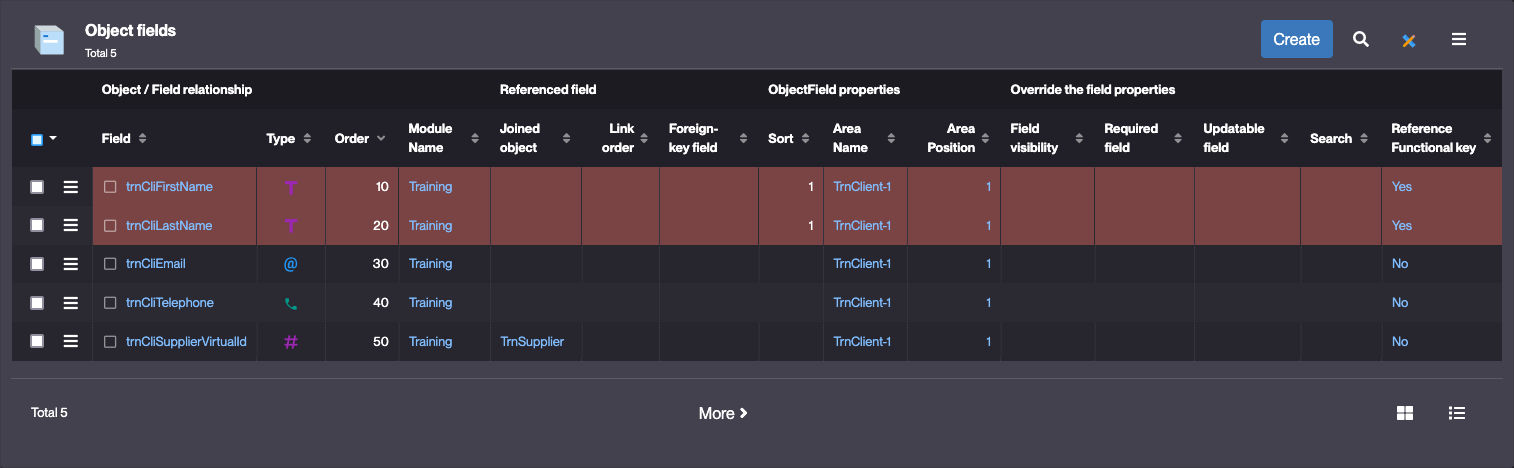 Object fields
Total 5
Create
Object / Field relationship Referenced field ObjectField properties Override the field properties
Field Type Order Module Name Joined object Link order Foreign-key field Sort Area Name Area Position Field visibility Required field Updatable field Search Reference Functional key
trnCliFirstName T 10 Training 1 TrnClient-1 1 Yes
trnCliLastName T 20 Training 1 TrnClient-1 1 Yes
trnCliEmail @ 30 Training TrnClient-1 1 No
trnCliTelephone 40 Training TrnClient-1 1 No
trnCliSupplierVirtualId # 50 Training TrnSupplier TrnClient-1 1 No
Total 5 More